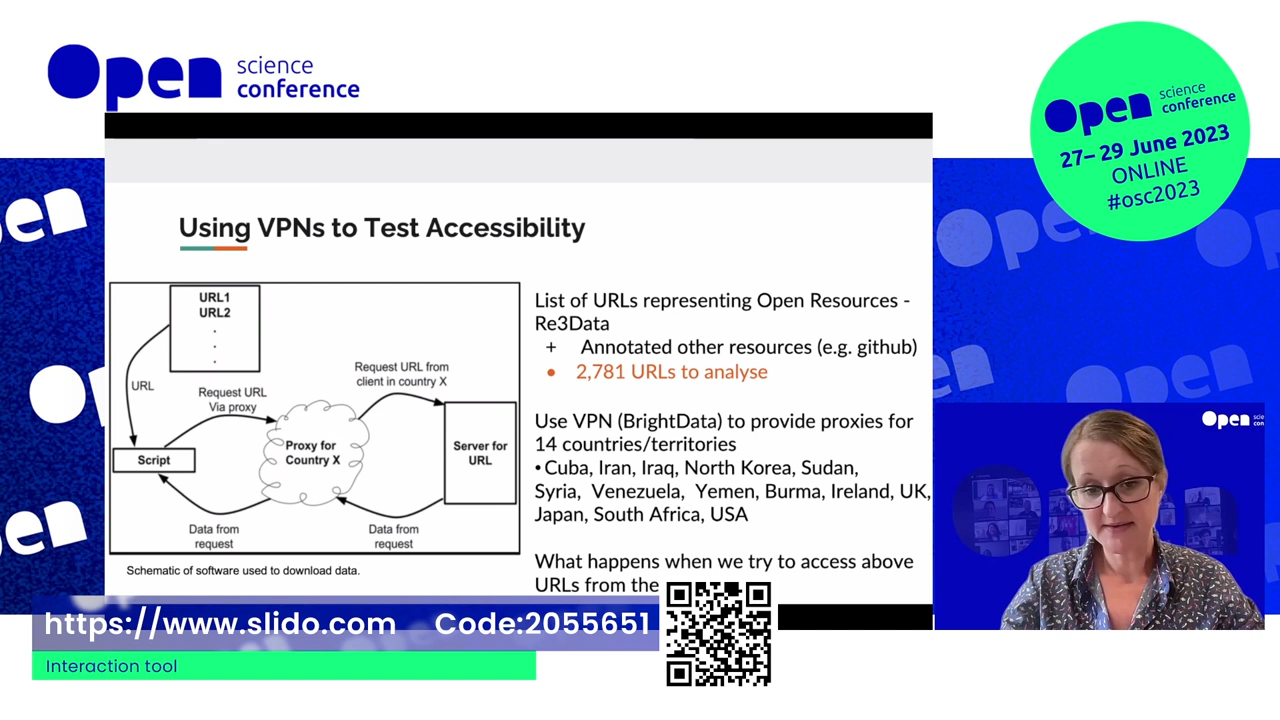 Open science conference
Open science conference
27– 29 June 2023
ONLINE
#osc2023
Using VPNs to Test Accessibility
URL1
URL2
.
.
.
URL
Request URL
Via proxy
Request URL from
client in country X
Script
Proxy for
Country X
Server for
URL
Data from
request
Data from
request
Schematic of software used to download data.
List of URLs representing Open Resources -
Re3Data
+ Annotated other resources (e.g. github)
• 2,781 URLs to analyse
Use VPN (BrightData) to provide proxies for
14 countries/territories
• Cuba, Iran, Iraq, North Korea, Sudan,
Syria, Venezuela, Yemen, Burma, Ireland, UK,
Japan, South Africa, USA
What happens when we try to access above
URLs from the
https://www.slido.com Code:2055651
Interaction tool
Open